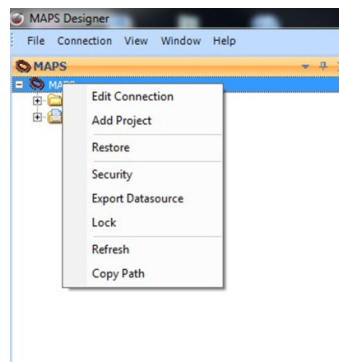 MAPS Designer
File Connection View Window Help
MAPS
MAPS
Edit Connection
Add Project
Restore
Security
Export Datasource
Lock
Refresh
Copy Path